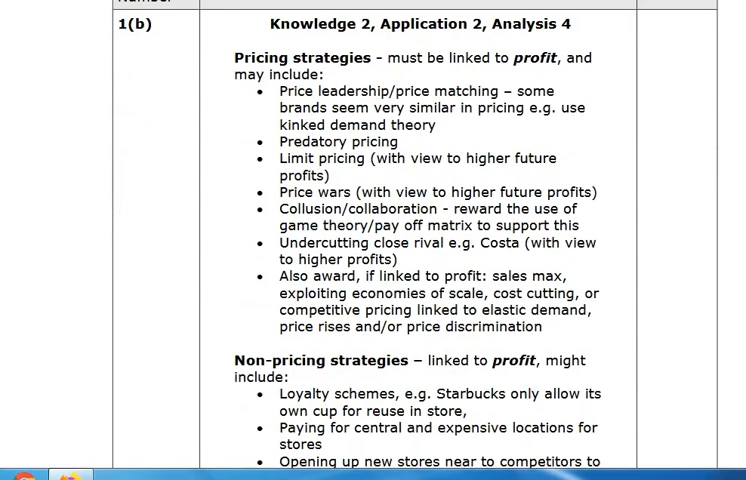 Number
1(b)
Knowledge 2, Application 2, Analysis 4
Pricing strategies - must be linked to profit, and
may include:
• Price leadership/price matching – some
brands seem very similar in pricing e.g. use
kinked demand theory
• Predatory pricing
• Limit pricing (with view to higher future
profits)
• Price wars (with view to higher future profits)
• Collusion/collaboration - reward the use of
game theory/pay off matrix to support this
• Undercutting close rival e.g. Costa (with view
to higher profits)
• Also award, if linked to profit: sales max,
exploiting economies of scale, cost cutting, or
competitive pricing linked to elastic demand,
price rises and/or price discrimination
Non-pricing strategies – linked to profit, might
include:
• Loyalty schemes, e.g. Starbucks only allow its
own cup for reuse in store,
• Paying for central and expensive locations for
stores
• Opening up new stores near to competitors to